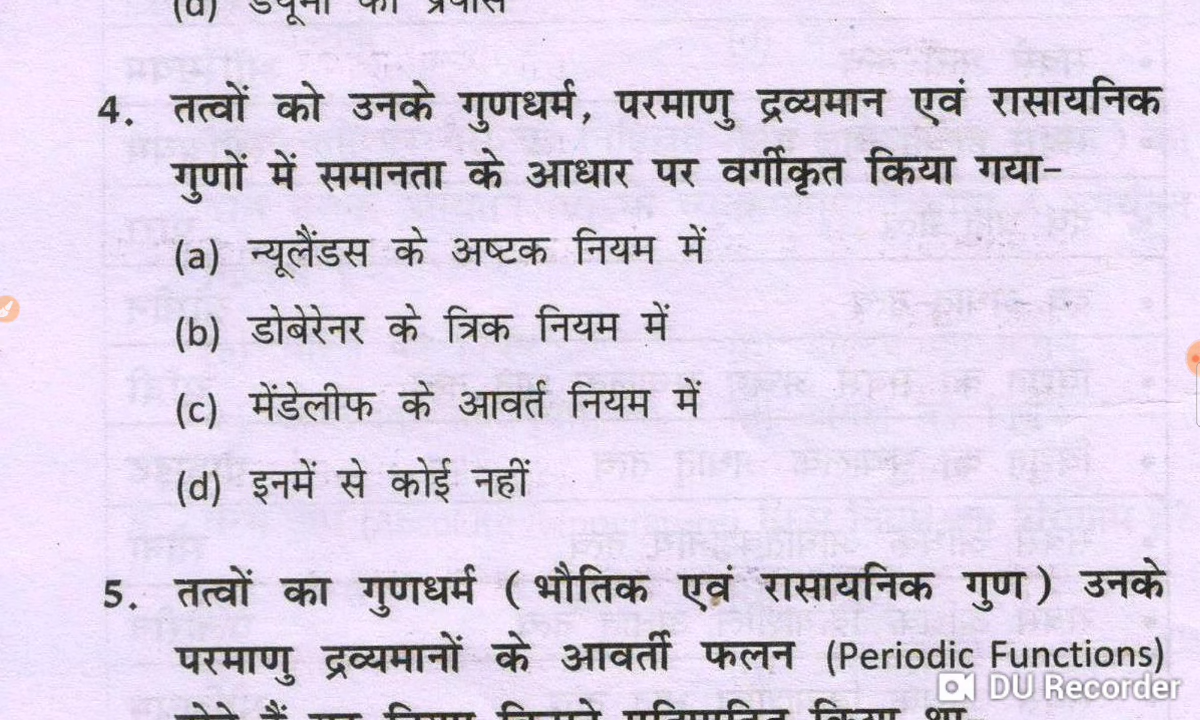 (d) ड्यूमा का प्रयास
4. तत्वों को उनके गुणधर्म, परमाणु द्रव्यमान एवं रासायनिक
गुणों में समानता के आधार पर वर्गीकृत किया गया–
(a) न्यूलैंडस के अष्टक नियम में
(b) डोबेरेनर के त्रिक नियम में
(c) मेंडेलीफ के आवर्त नियम में
(d) इनमें से कोई नहीं
5. तत्वों का गुणधर्म (भौतिक एवं रासायनिक गुण) उनके
परमाणु द्रव्यमानों के आवर्ती फलन (Periodic Functions)
DU Recorder